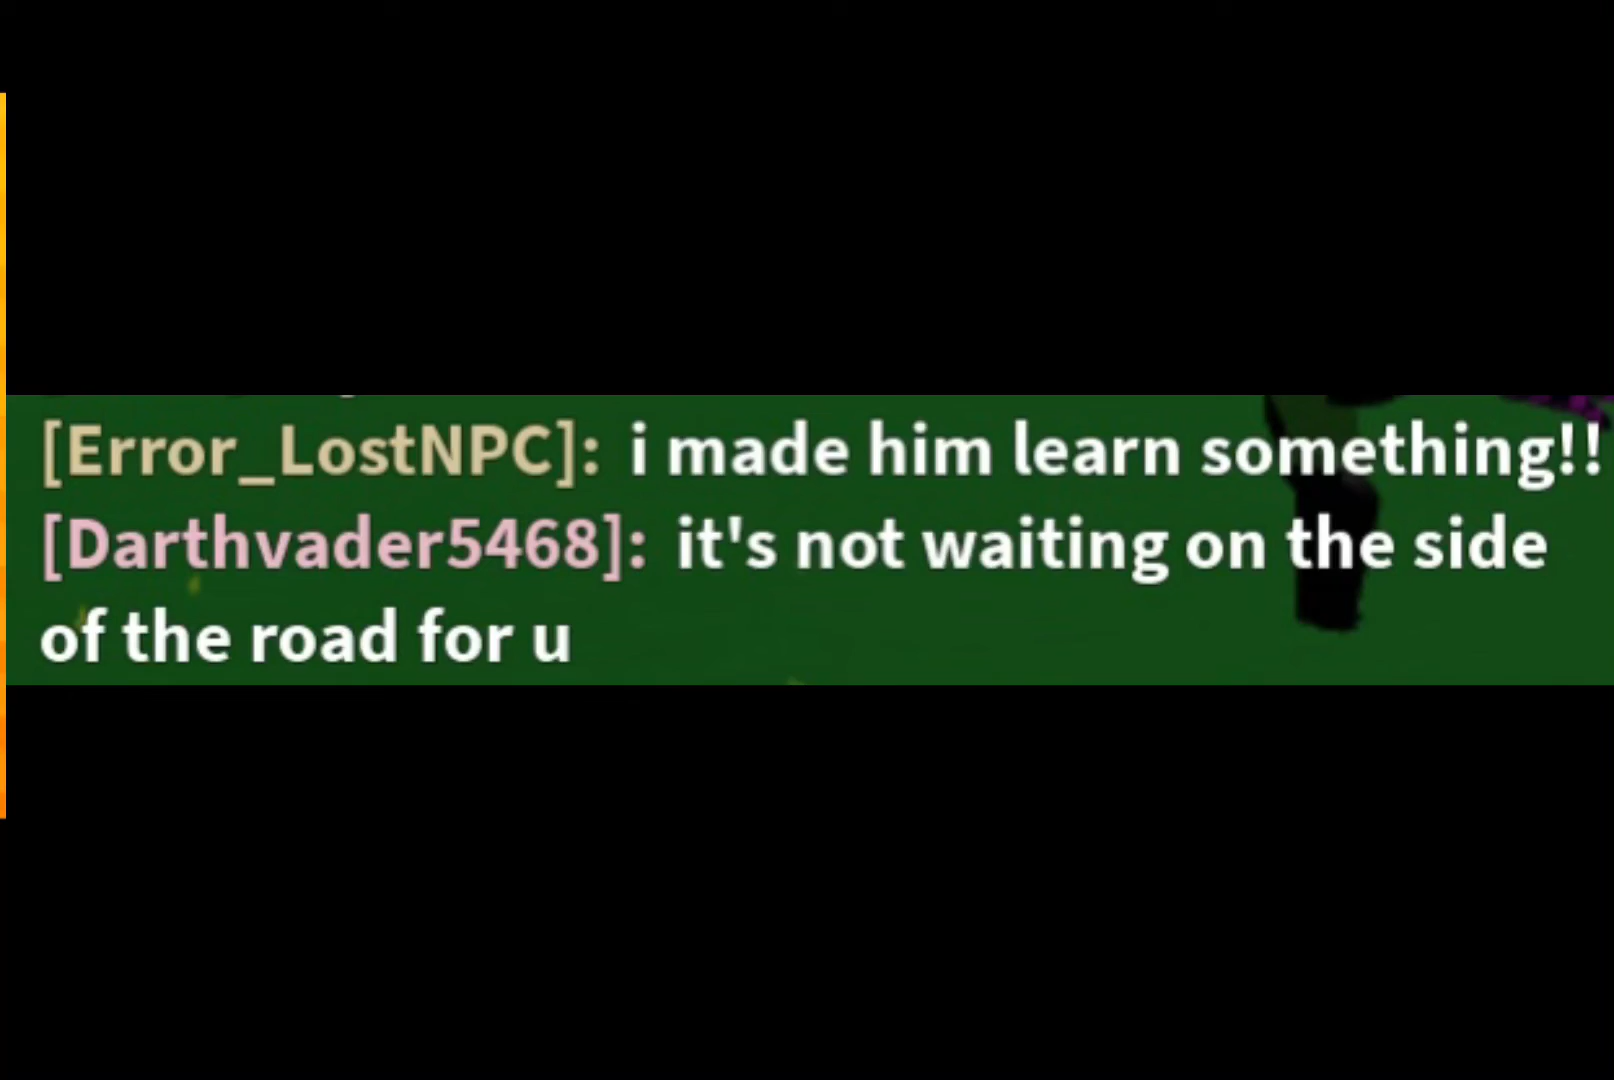 [Error_LostNPC]: i made him learn something!!
[Darthvader5468]: it's not waiting on the side
of the road for u